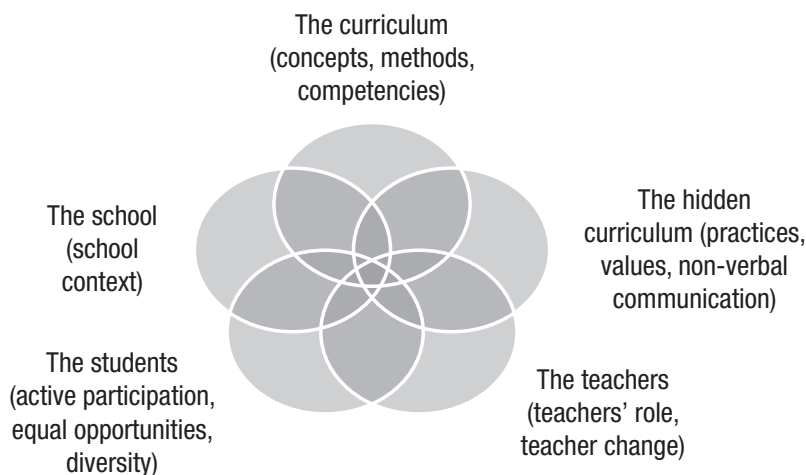 The curriculum
(concepts, methods,
competencies)
The school
(school
context)
The hidden
curriculum (practices,
values, non-verbal
communication)
The students
(active participation,
equal opportunities,
diversity)
The teachers
(teachers’ role,
teacher change)